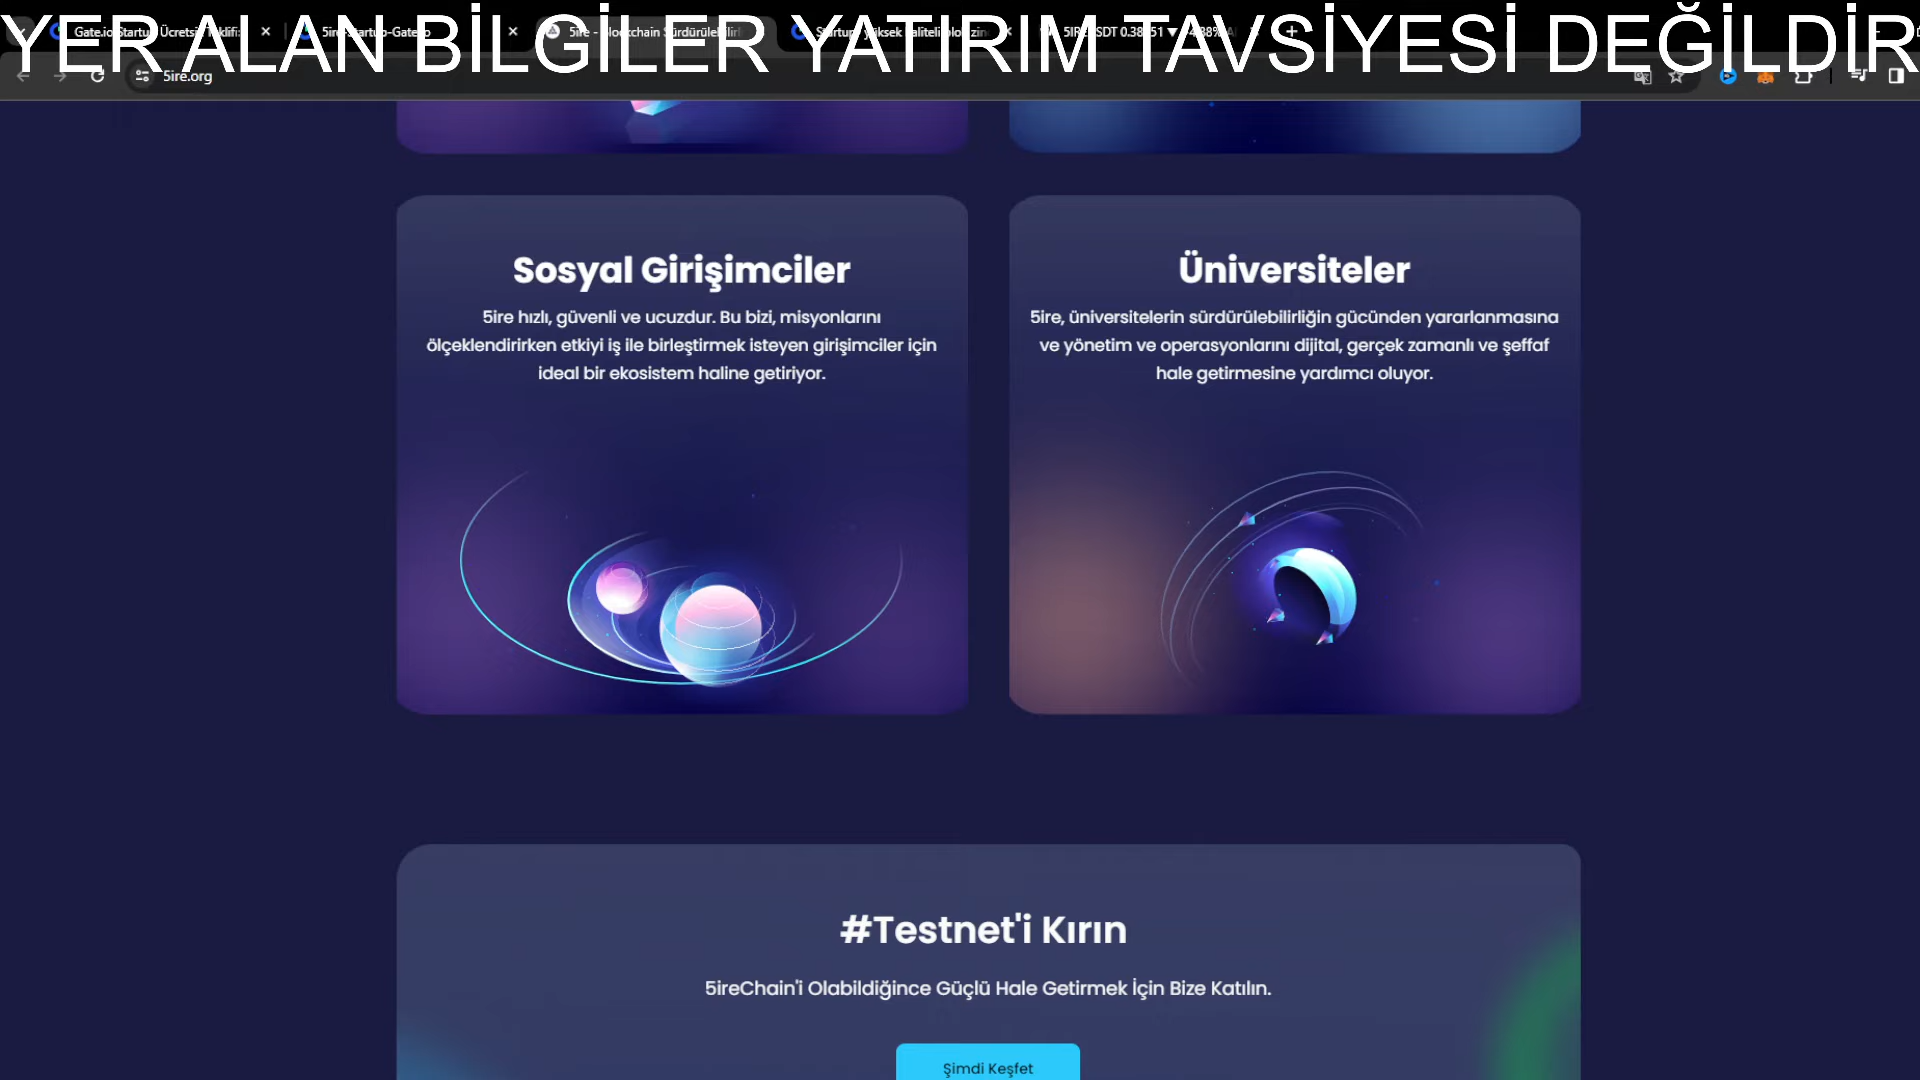 YER ALAN BİLGİLER YATIRIM TAVSİYESİ DEĞİLDİR
5ire.org
Sosyal Girişimciler
5ire hızlı, güvenli ve ucuzdur. Bu bizi, misyonlarını
ölçeklendirirken etkiyi iş ile birleştirmek isteyen girişimciler için
ideal bir ekosistem haline getiriyor.
Üniversiteler
5ire, üniversitelerin sürdürülebilirliğin gücünden yararlanmasına
ve yönetim ve operasyonlarını dijital, gerçek zamanlı ve şeffaf
hale getirmesine yardımcı oluyor.
#Testnet'i Kırın
5ireChain'i Olabildiğince Güçlü Hale Getirmek İçin Bize Katılın.
Şimdi Keşfet